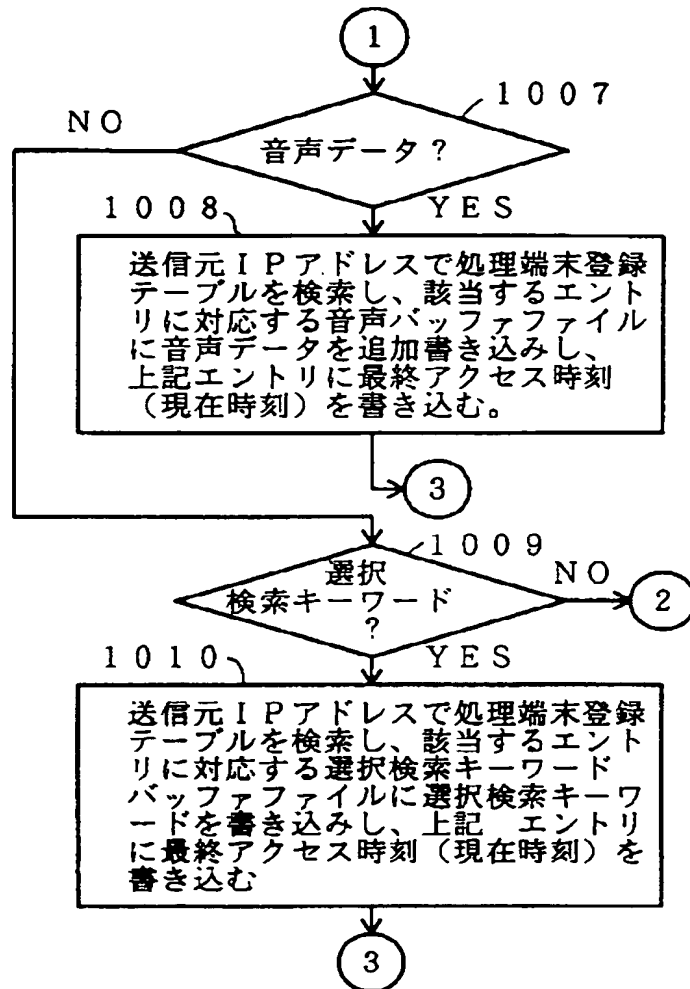 1
1007
NO
音声データ?
1008
YES
送信元IPアドレスで処理端末登録
テーブルを検索し、該当するエント
リに対応する音声バッファファイル
に音声データを追加書き込みし、
上記エントリに最終アクセス時刻
(現在時刻)を書き込む。
3
1009
選択
検索キーワード
?
NO
2
1010
YES
送信元IPアドレスで処理端末登録
テーブルを検索し、該当するエント
リに対応する選択検索キーワード
バッファファイルに選択検索キーワ
ードを書き込みし、上記 エントリ
に最終アクセス時刻(現在時刻)を
書き込む
3